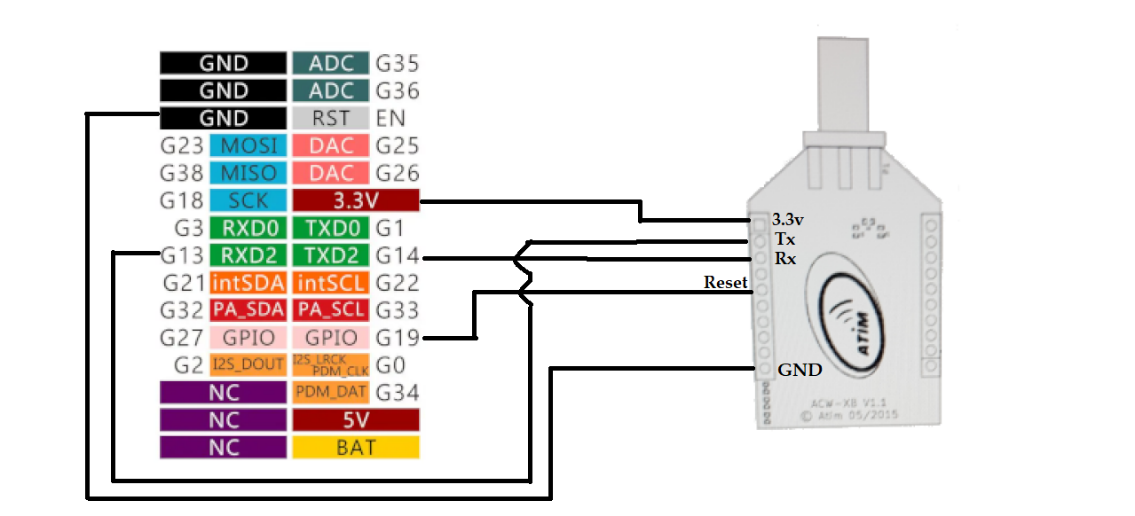 GND ADC G35
GND ADC G36
GND RST EN
G23 MOSI DAC G25
G38 MISO DAC G26
G18 SCK 3.3V
G3 RXD0 TXD0 G1
G13 RXD2 TXD2 G14
G21 intSDA intSCL G22
G32 PA_SDA PA_SCL G33
G27 GPIO GPIO G19
G2 I2S_DOUT I2S_LRCK PDM_CLK G0
NC PDM_DAT G34
NC 5V
NC BAT
P1
3.3v
Tx
Rx
Reset
GND
ATIM
ACW-XB V1.1
© Atim 05/2015